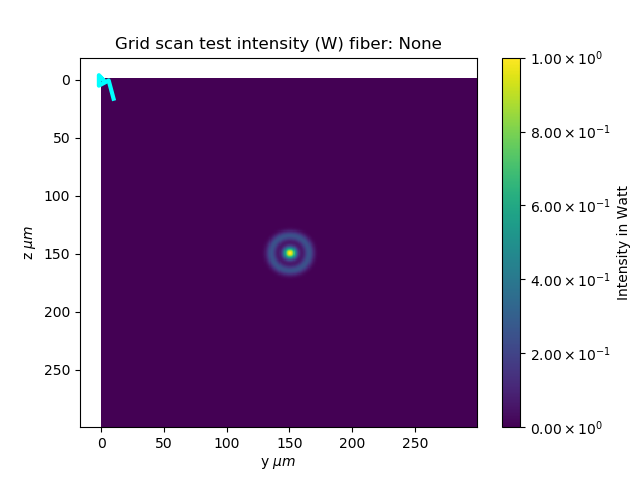 Grid scan test intensity (W) fiber: None
0
50
100
150
200
250
z μm
0 50 100 150 200 250
y μm
1.00×10⁰
8.00×10⁻¹
6.00×10⁻¹
4.00×10⁻¹
2.00×10⁻¹
0.00×10⁰
Intensity in Watt